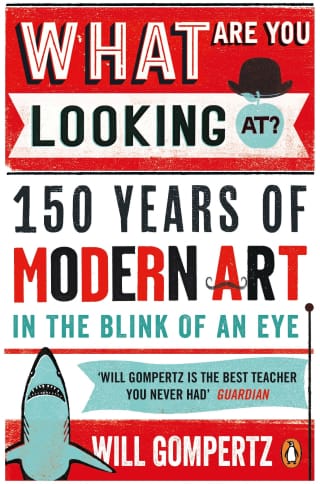 WHAT ARE YOU
LOOKING AT?
150 YEARS OF
MODERN ART
IN THE BLINK OF AN EYE
'WILL GOMPERTZ IS THE BEST TEACHER
YOU NEVER HAD' GUARDIAN
WILL GOMPERTZ